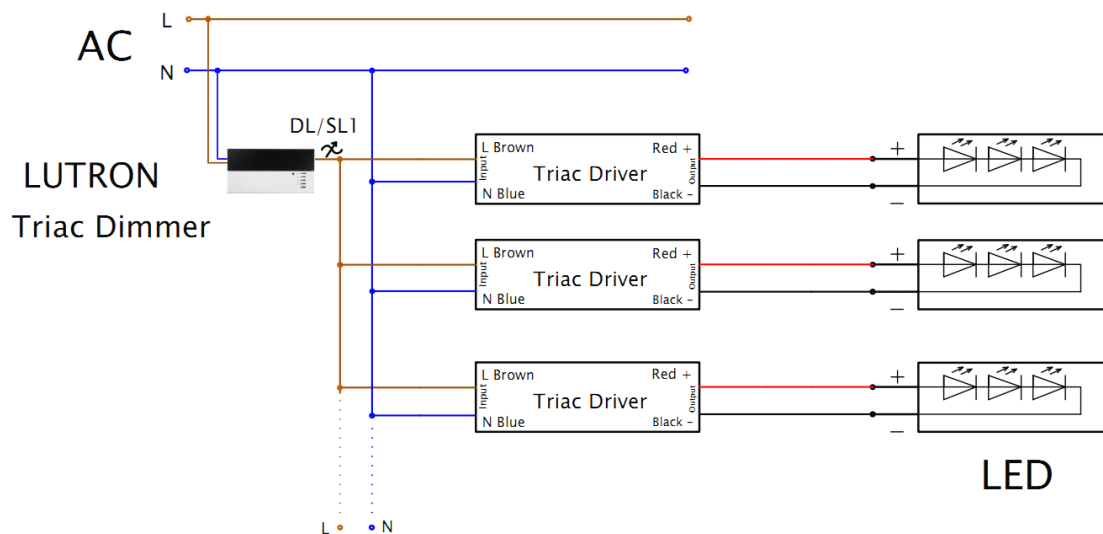 L
AC
N
DL/SL1
LUTRON
Triac Dimmer
L Brown
Red +
Input
Triac Driver
Output
N Blue
Black -
+
-
L Brown
Red +
Input
Triac Driver
Output
N Blue
Black -
+
-
L Brown
Red +
Input
Triac Driver
Output
N Blue
Black -
+
-
LED
L
N